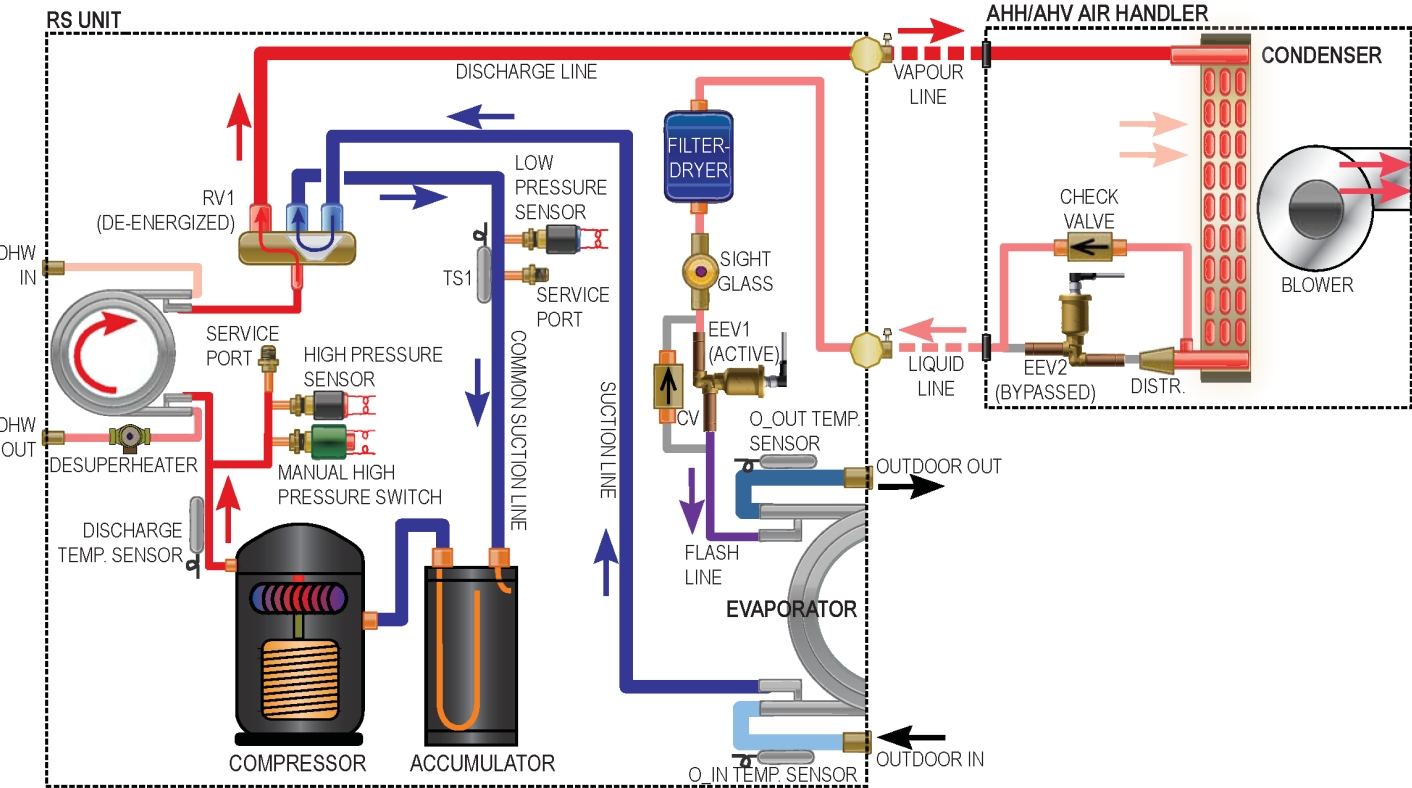 RS UNIT
AHH/AHV AIR HANDLER
DISCHARGE LINE
VAPOUR
LINE
CONDENSER
FILTER-
DRYER
LOW
PRESSURE
SENSOR
RV1
(DE-ENERGIZED)
CHECK
VALVE
TS1
SERVICE
PORT
SIGHT
GLASS
BLOWER
IN
SERVICE
PORT
HIGH PRESSURE
SENSOR
EEV1
(ACTIVE)
LIQUID
LINE
EEV2
(BYPASSED)
DISTR.
COMMON SUCTION LINE
SUCTION LINE
CV
O_OUT TEMP.
SENSOR
OUT
DESUPERHEATER
MANUAL HIGH
PRESSURE SWITCH
OUTDOOR OUT
DISCHARGE
TEMP. SENSOR
FLASH
LINE
EVAPORATOR
COMPRESSOR
ACCUMULATOR
O_IN TEMP. SENSOR
OUTDOOR IN